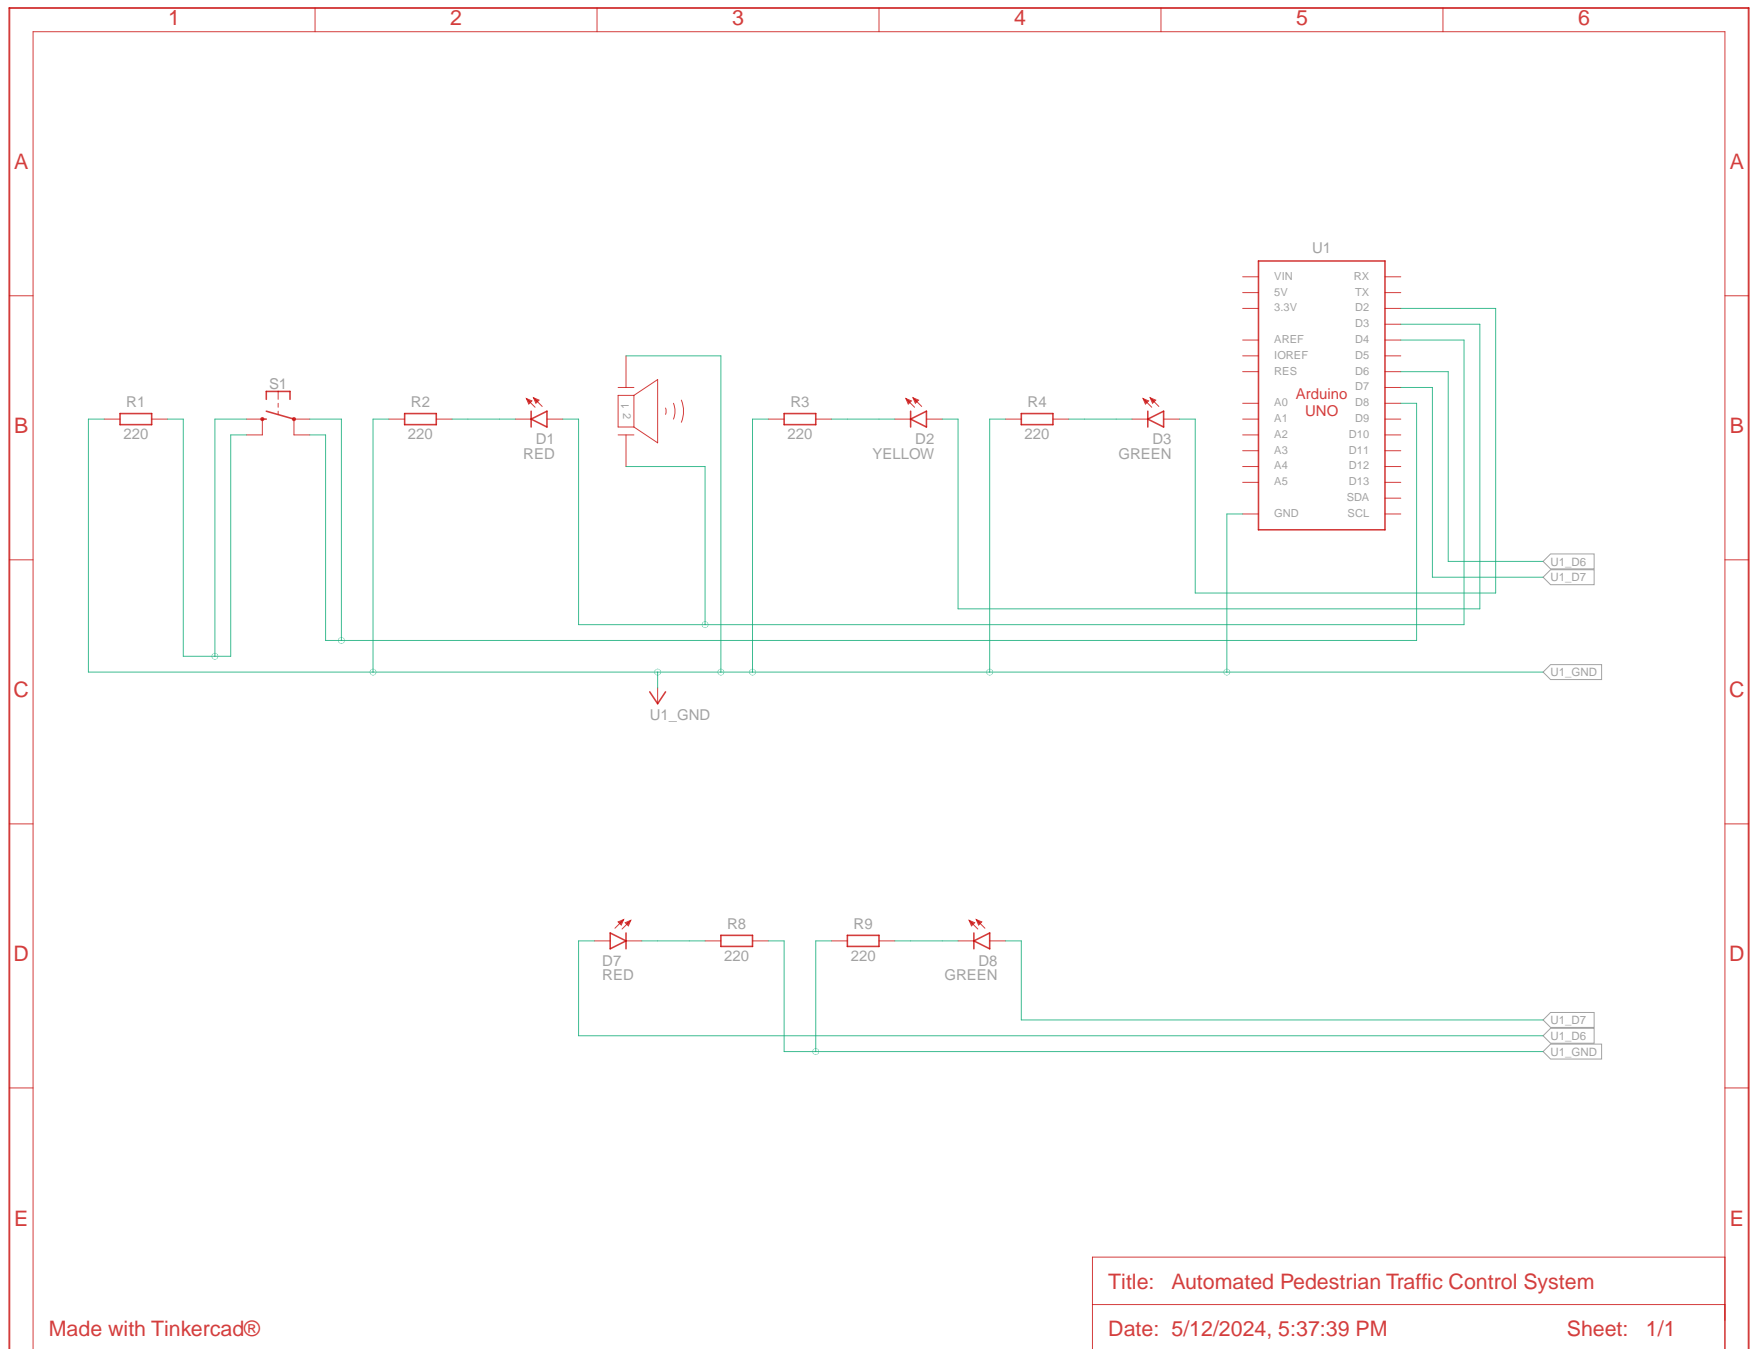 1 2 3 4 5 6
A A
U1
VIN RX
5V TX
3.3V D2
D3
AREF D4
IOREF D5
RES D6
D7
Arduino
UNO
A0 D8
A1 D9
A2 D10
A3 D11
A4 D12
A5 D13
SDA
GND SCL
B B
R1
220
S1
R2
220
D1
RED
1 2
R3
220
D2
YELLOW
R4
220
D3
GREEN
U1_D6
U1_D7
U1_GND
C C
U1_GND
D D
D7
RED
R8
220
R9
220
D8
GREEN
U1_D7
U1_D6
U1_GND
E E
Title: Automated Pedestrian Traffic Control System
Made with Tinkercad®
Date: 5/12/2024, 5:37:39 PM Sheet: 1/1